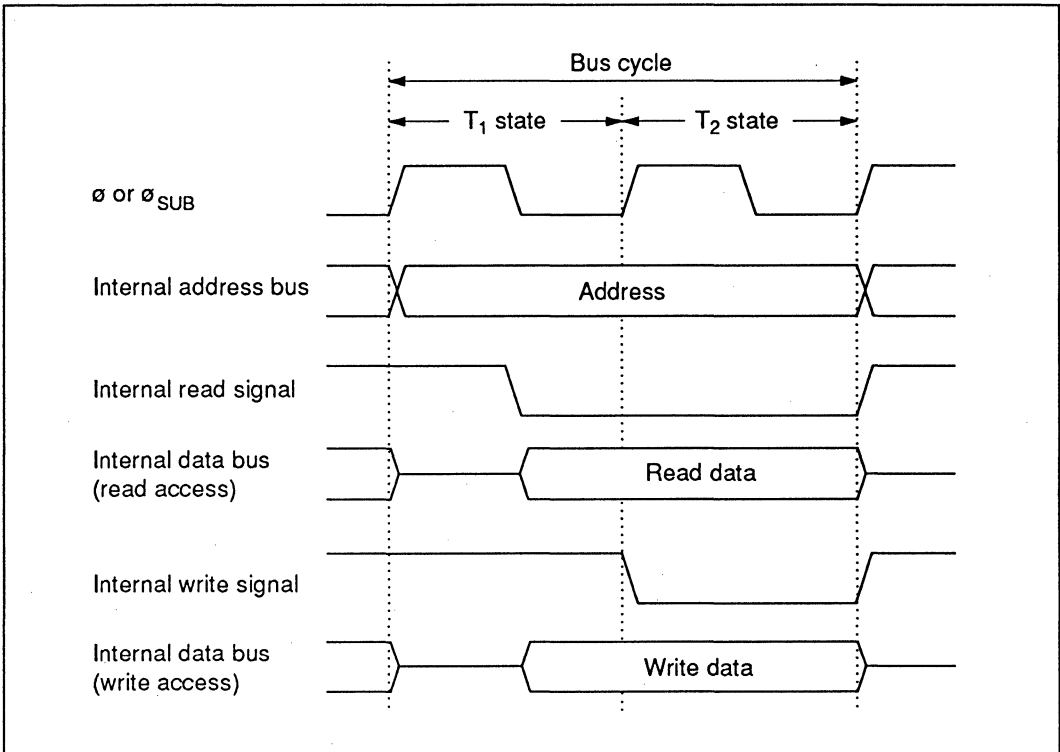 Bus cycle
T₁ state
T₂ state
ø or ø SUB
Internal address bus
Address
Internal read signal
Internal data bus
(read access)
Read data
Internal write signal
Internal data bus
(write access)
Write data